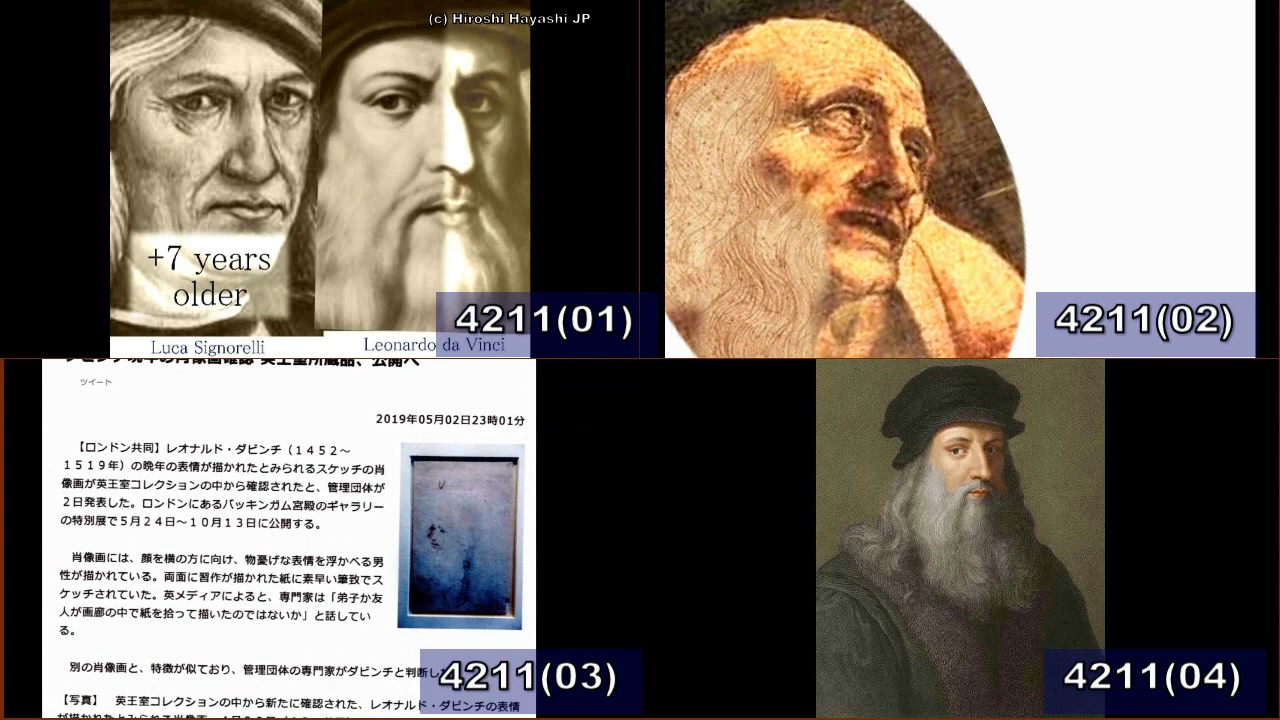 (c) Hiroshi Hayashi JP
+7 years
older
Luca Signorelli
Leonardo da Vinci
4211(01)
4211(02)
ツイート
2019年05月02日23時01分
【ロンドン共同】レオナルド・ダビンチ（１４５２～
１５１９年）の晩年の表情が描かれたとみられるスケッチの肖
像画が英王室コレクションの中から確認されたと、管理団体が
２日発表した。ロンドンにあるバッキンガム宮殿のギャラリー
の特別展で５月２４日～１０月１３日に公開する。
肖像画には、顔を横の方に向け、物憂げな表情を浮かべる男
性が描かれている。両面に習作が描かれた紙に素早い筆致でス
ケッチされていた。英メディアによると、専門家は「弟子か友
人が画廊の中で紙を拾って描いたのではないか」と話してい
る。
別の肖像画と、特徴が似ており、管理団体の専門家がダビンチと判断し
【写真】 英王室コレクションの中から新たに確認された、レオナルド・ダビンチの表情
4211(03)
4211(04)